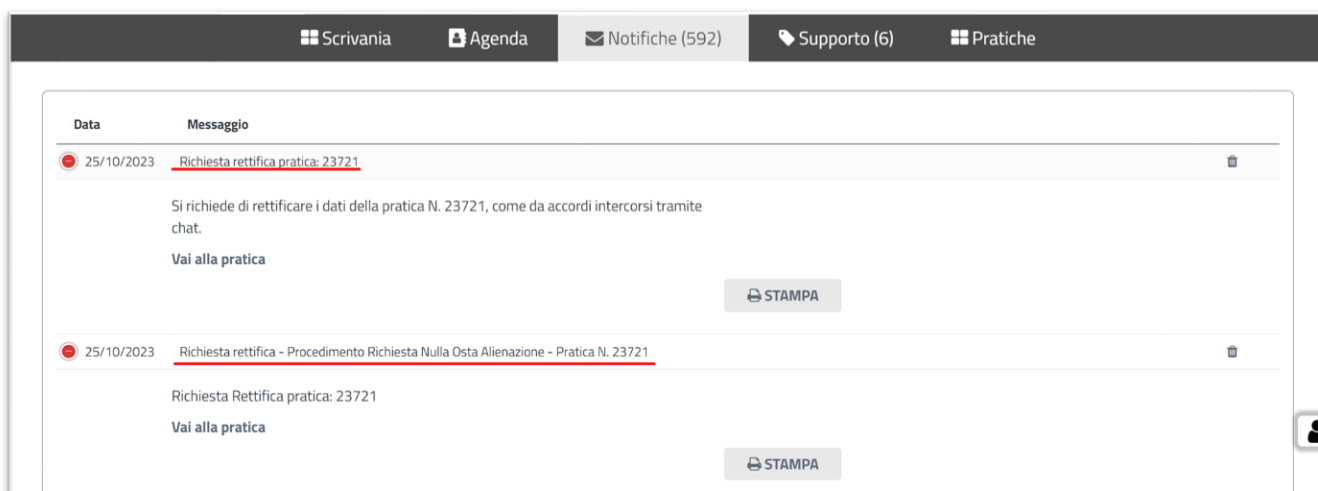 Scrivania Agenda Notifiche (592) Supporto (6) Pratiche
Data Messaggio
25/10/2023 Richiesta rettifica pratica: 23721
Si richiede di rettificare i dati della pratica N. 23721, come da accordi intercorsi tramite
chat.
Vai alla pratica
STAMPA
25/10/2023 Richiesta rettifica - Procedimento Richiesta Nulla Osta Alienazione - Pratica N. 23721
Richiesta Rettifica pratica: 23721
Vai alla pratica
STAMPA